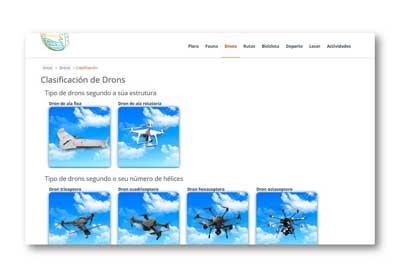 Flora Fauna Drons Rutas Bicicleta Deporte Lecer Actividades
Inicio > Drons > Clasificación
Clasificación de Drons
Tipo de drons segundo a súa estrutura
Dron de ala fixa Dron de ala rotatoria
Tipo de drons segundo o seu número de hélices
Dron tricoptero Dron cuadricoptero Dron hexacoptero Dron octocoptero